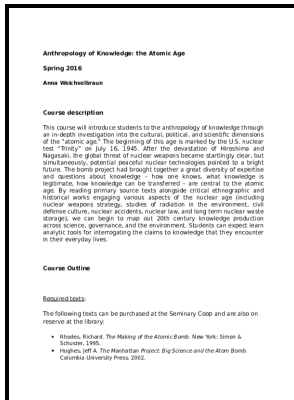 Anthropology of Knowledge: the Atomic Age
Spring 2016
Anna Weichselbraun
Course description
This course will introduce students to the anthropology of knowledge through
an in-depth investigation into the cultural, political, and scientific dimensions
of the "atomic age." The beginning of this age is marked by the U.S. nuclear
test "Trinity" on July 16, 1945. After the devastation of Hiroshima and
Nagasaki, the global threat of nuclear weapons became startlingly clear, but
simultaneously, potential peaceful nuclear technologies pointed to a bright
future. The bomb project had brought together a great diversity of expertise
and questions about knowledge – how one knows, what knowledge is
legitimate, how knowledge can be transferred – are central to the atomic
age. By reading primary source texts alongside critical ethnographic and
historical works engaging various aspects of the nuclear age (including
nuclear weapons strategy, studies of radiation in the environment, civil
defense culture, nuclear accidents, nuclear law, and long term nuclear waste
storage), we can begin to map out 20th century knowledge production
across science, governance, and the environment. Students can expect learn
analytic tools for interrogating the claims to knowledge that they encounter
in their everyday lives.
Course Outline
Required texts:
The following texts can be purchased at the Seminary Coop and are also on
reserve at the library:
• Rhodes, Richard. The Making of the Atomic Bomb. New York: Simon &
Schuster, 1995.
• Hughes, Jeff A. The Manhattan Project: Big Science and the Atom Bomb.
Columbia University Press, 2002.